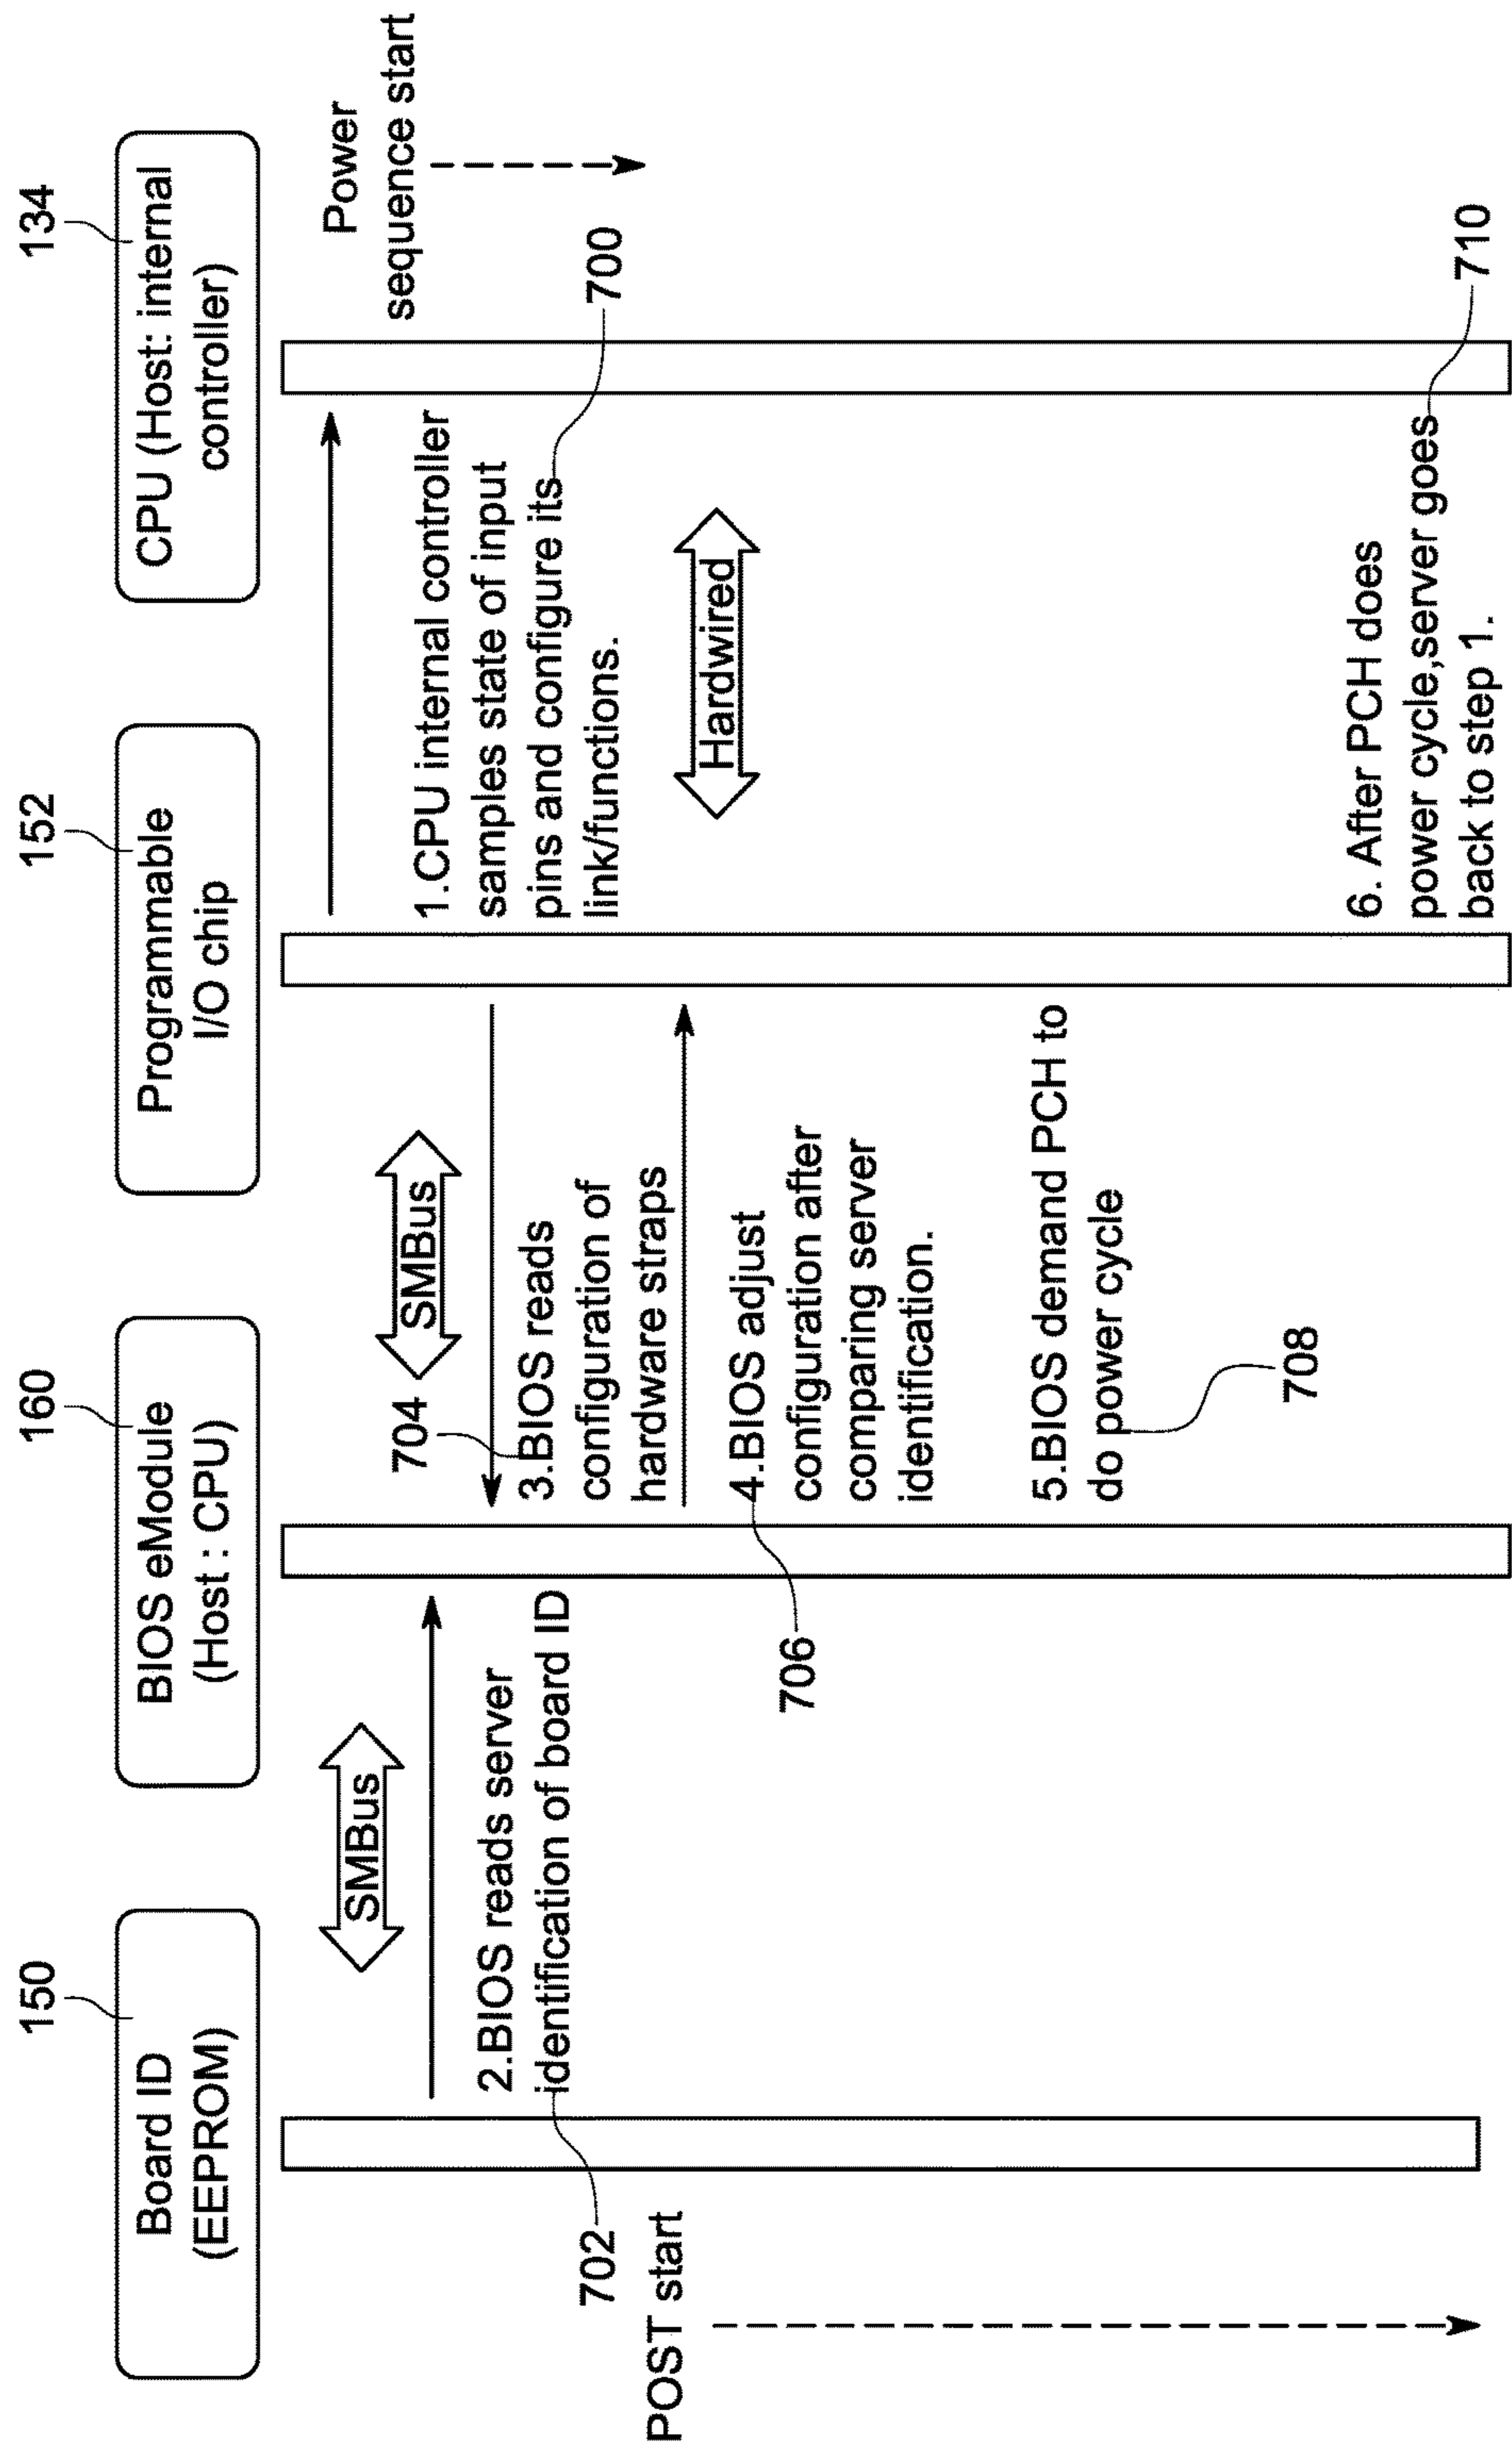 150
160
152
134
Board ID
(EEPROM)
BIOS eModule
(Host : CPU)
Programmable
I/O chip
CPU (Host: internal
controller)
Power
sequence start
1.CPU internal controller
samples state of input
pins and configure its
link/functions.
700
Hardwired
SMBus
2.BIOS reads server
identification of board ID
702
POST start
SMBus
704
3.BIOS reads
configuration of
hardware straps
4.BIOS adjust
configuration after
comparing server
identification.
706
5.BIOS demand PCH to
do power cycle
708
6. After PCH does
power cycle,server goes
back to step 1.
710